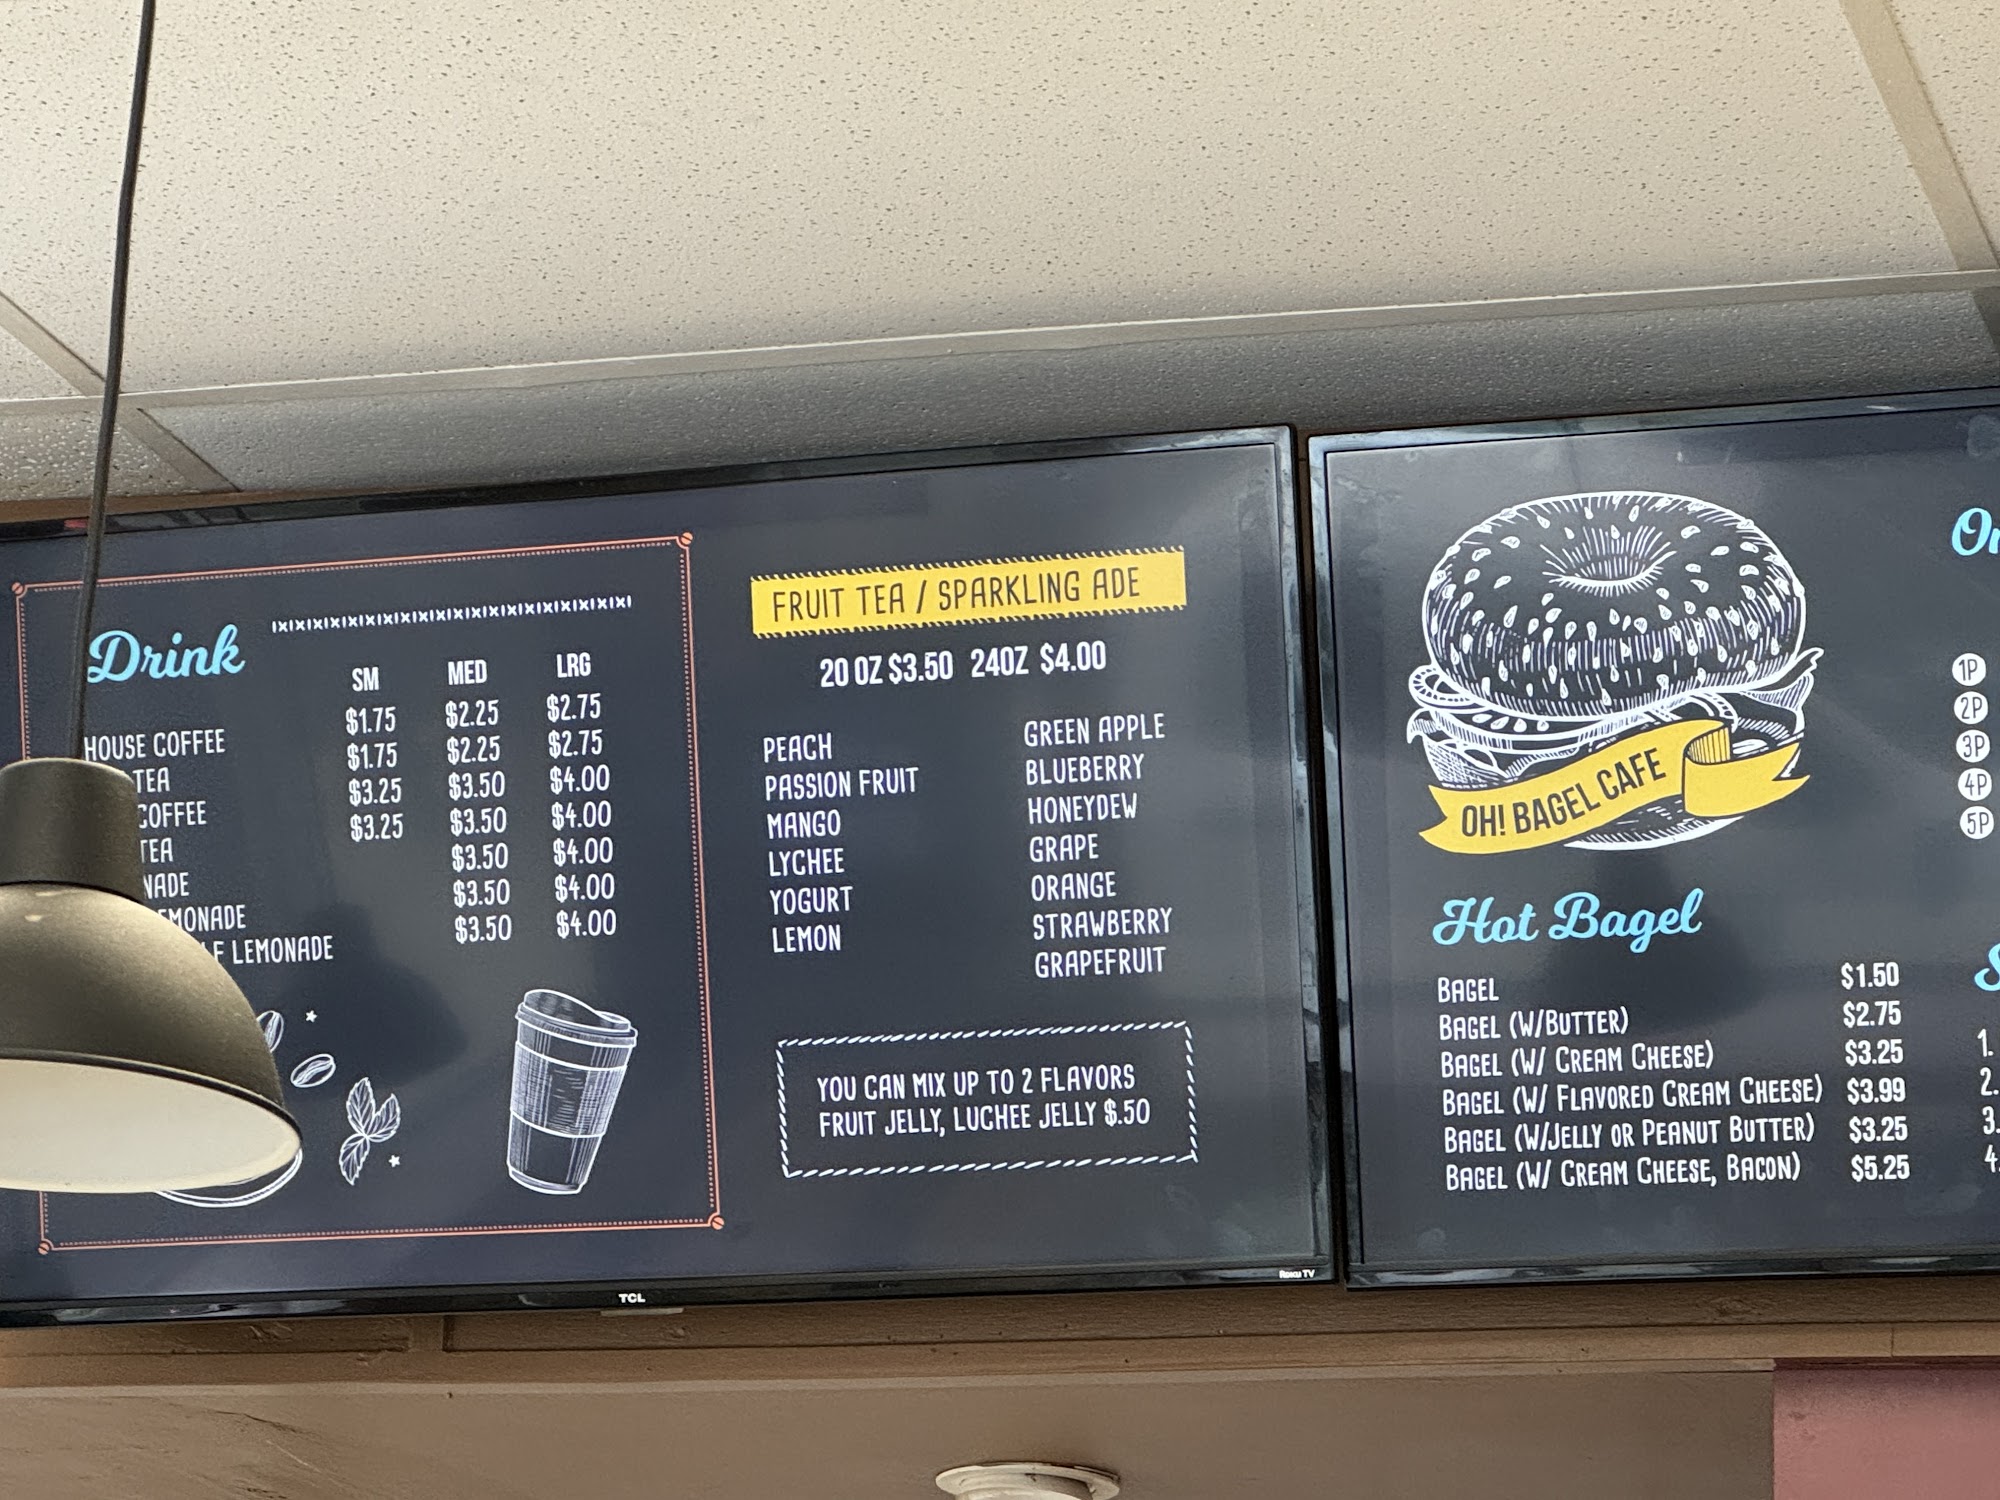 Drink
SM MED LRG
$1.75 $2.25 $2.75
HOUSE COFFEE $1.75 $2.25 $2.75
TEA $3.25 $3.50 $4.00
COFFEE $3.25 $3.50 $4.00
TEA $3.50 $4.00
$3.50 $4.00
$3.50 $4.00
LEMONADE
FRUIT TEA / SPARKLING ADE
20 OZ $3.50 24OZ $4.00
PEACH
PASSION FRUIT
MANGO
LYCHEE
YOGURT
LEMON
GREEN APPLE
BLUEBERRY
HONEYDEW
GRAPE
ORANGE
STRAWBERRY
GRAPEFRUIT
YOU CAN MIX UP TO 2 FLAVORS
FRUIT JELLY, LUCHEE JELLY $.50
TCL
Roku TV
OH! BAGEL CAFE
Hot Bagel
BAGEL $1.50
BAGEL (W/BUTTER) $2.75
BAGEL (W/ CREAM CHEESE) $3.25
BAGEL (W/ FLAVORED CREAM CHEESE) $3.99
BAGEL (W/JELLY OR PEANUT BUTTER) $3.25
BAGEL (W/ CREAM CHEESE, BACON) $5.25
1P
2P
3P
4P
5P
1.
2.
3.
4.